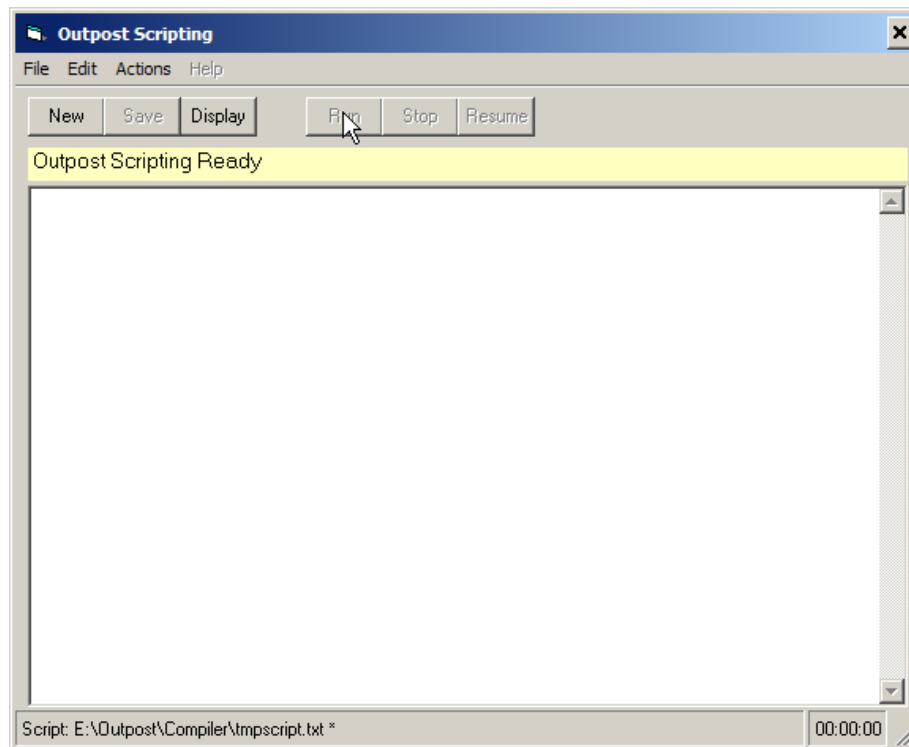 Outpost Scripting
File Edit Actions Help
New Save Display Run Stop Resume
Outpost Scripting Ready
Script: E:\Outpost\Compiler\tmpscript.txt * 00:00:00